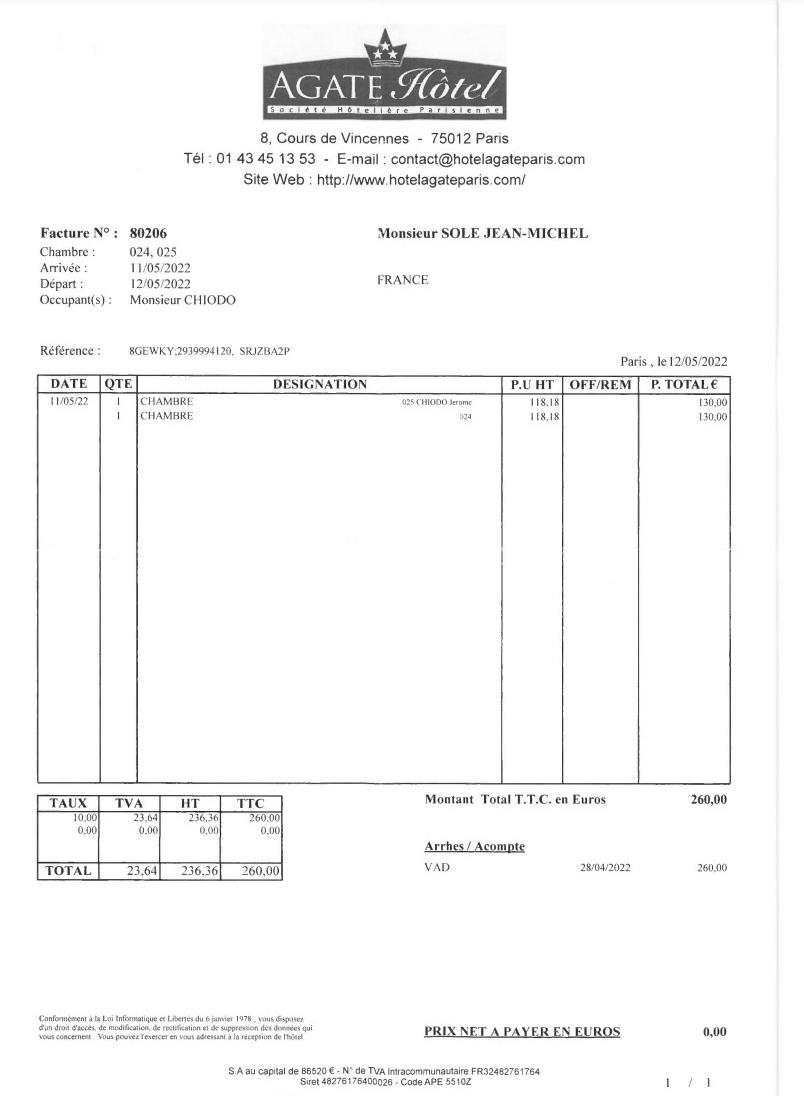 AGATE Hôtel
Société Hôtelière Parisienne
8, Cours de Vincennes - 75012 Paris
Tél : 01 43 45 13 53 - E-mail : contact@hotelagateparis.com
Site Web : http://www.hotelagateparis.com/
Facture N° : 80206
Monsieur SOLE JEAN-MICHEL
Chambre : 024, 025
Arrivée : 11/05/2022
FRANCE
Départ : 12/05/2022
Occupant(s) : Monsieur CHIODO
Référence : 8GEWKY;2939994120, SRJZBA2P
Paris , le 12/05/2022
DATE QTE DESIGNATION P.U HT OFF/REM P. TOTAL €
11/05/22 1 CHAMBRE 025 CHIODO Jerome 118,18 130,00
1 CHAMBRE 024 118,18 130,00
Montant Total T.T.C. en Euros 260,00
TAUX TVA HT TTC
10,00 23,64 236,36 260,00
0,00 0,00 0,00 0,00
Arrhes / Acompte
TOTAL 23,64 236,36 260,00
VAD 28/04/2022 260,00
Conformément à la Loi Informatique et Libertés du 6 janvier 1978 , vous disposez
d'un droit d'accès, de modification, de rectification et de suppression des données qui
vous concernent Vous pouvez l'exercer en vous adressant à la réception de l'hôtel.
PRIX NET A PAYER EN EUROS 0,00
S.A au capital de 86520 € - N° de TVA Intracommunautaire FR32482761764
Siret 48276176400026 - Code APE 5510Z
1 / 1